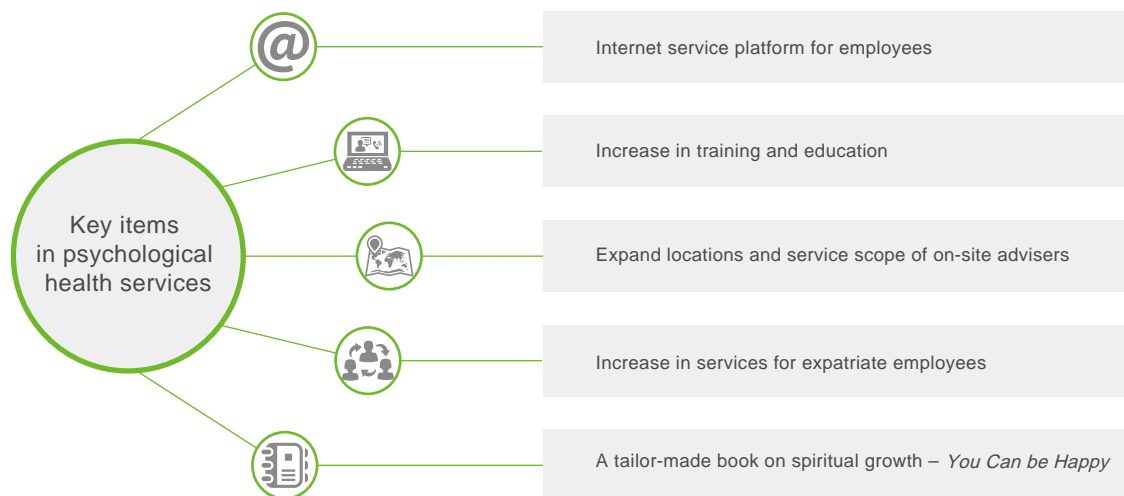 @
Internet service platform for employees
Increase in training and education
Key items
in psychological
health services
Expand locations and service scope of on-site advisers
Increase in services for expatriate employees
A tailor-made book on spiritual growth – You Can be Happy